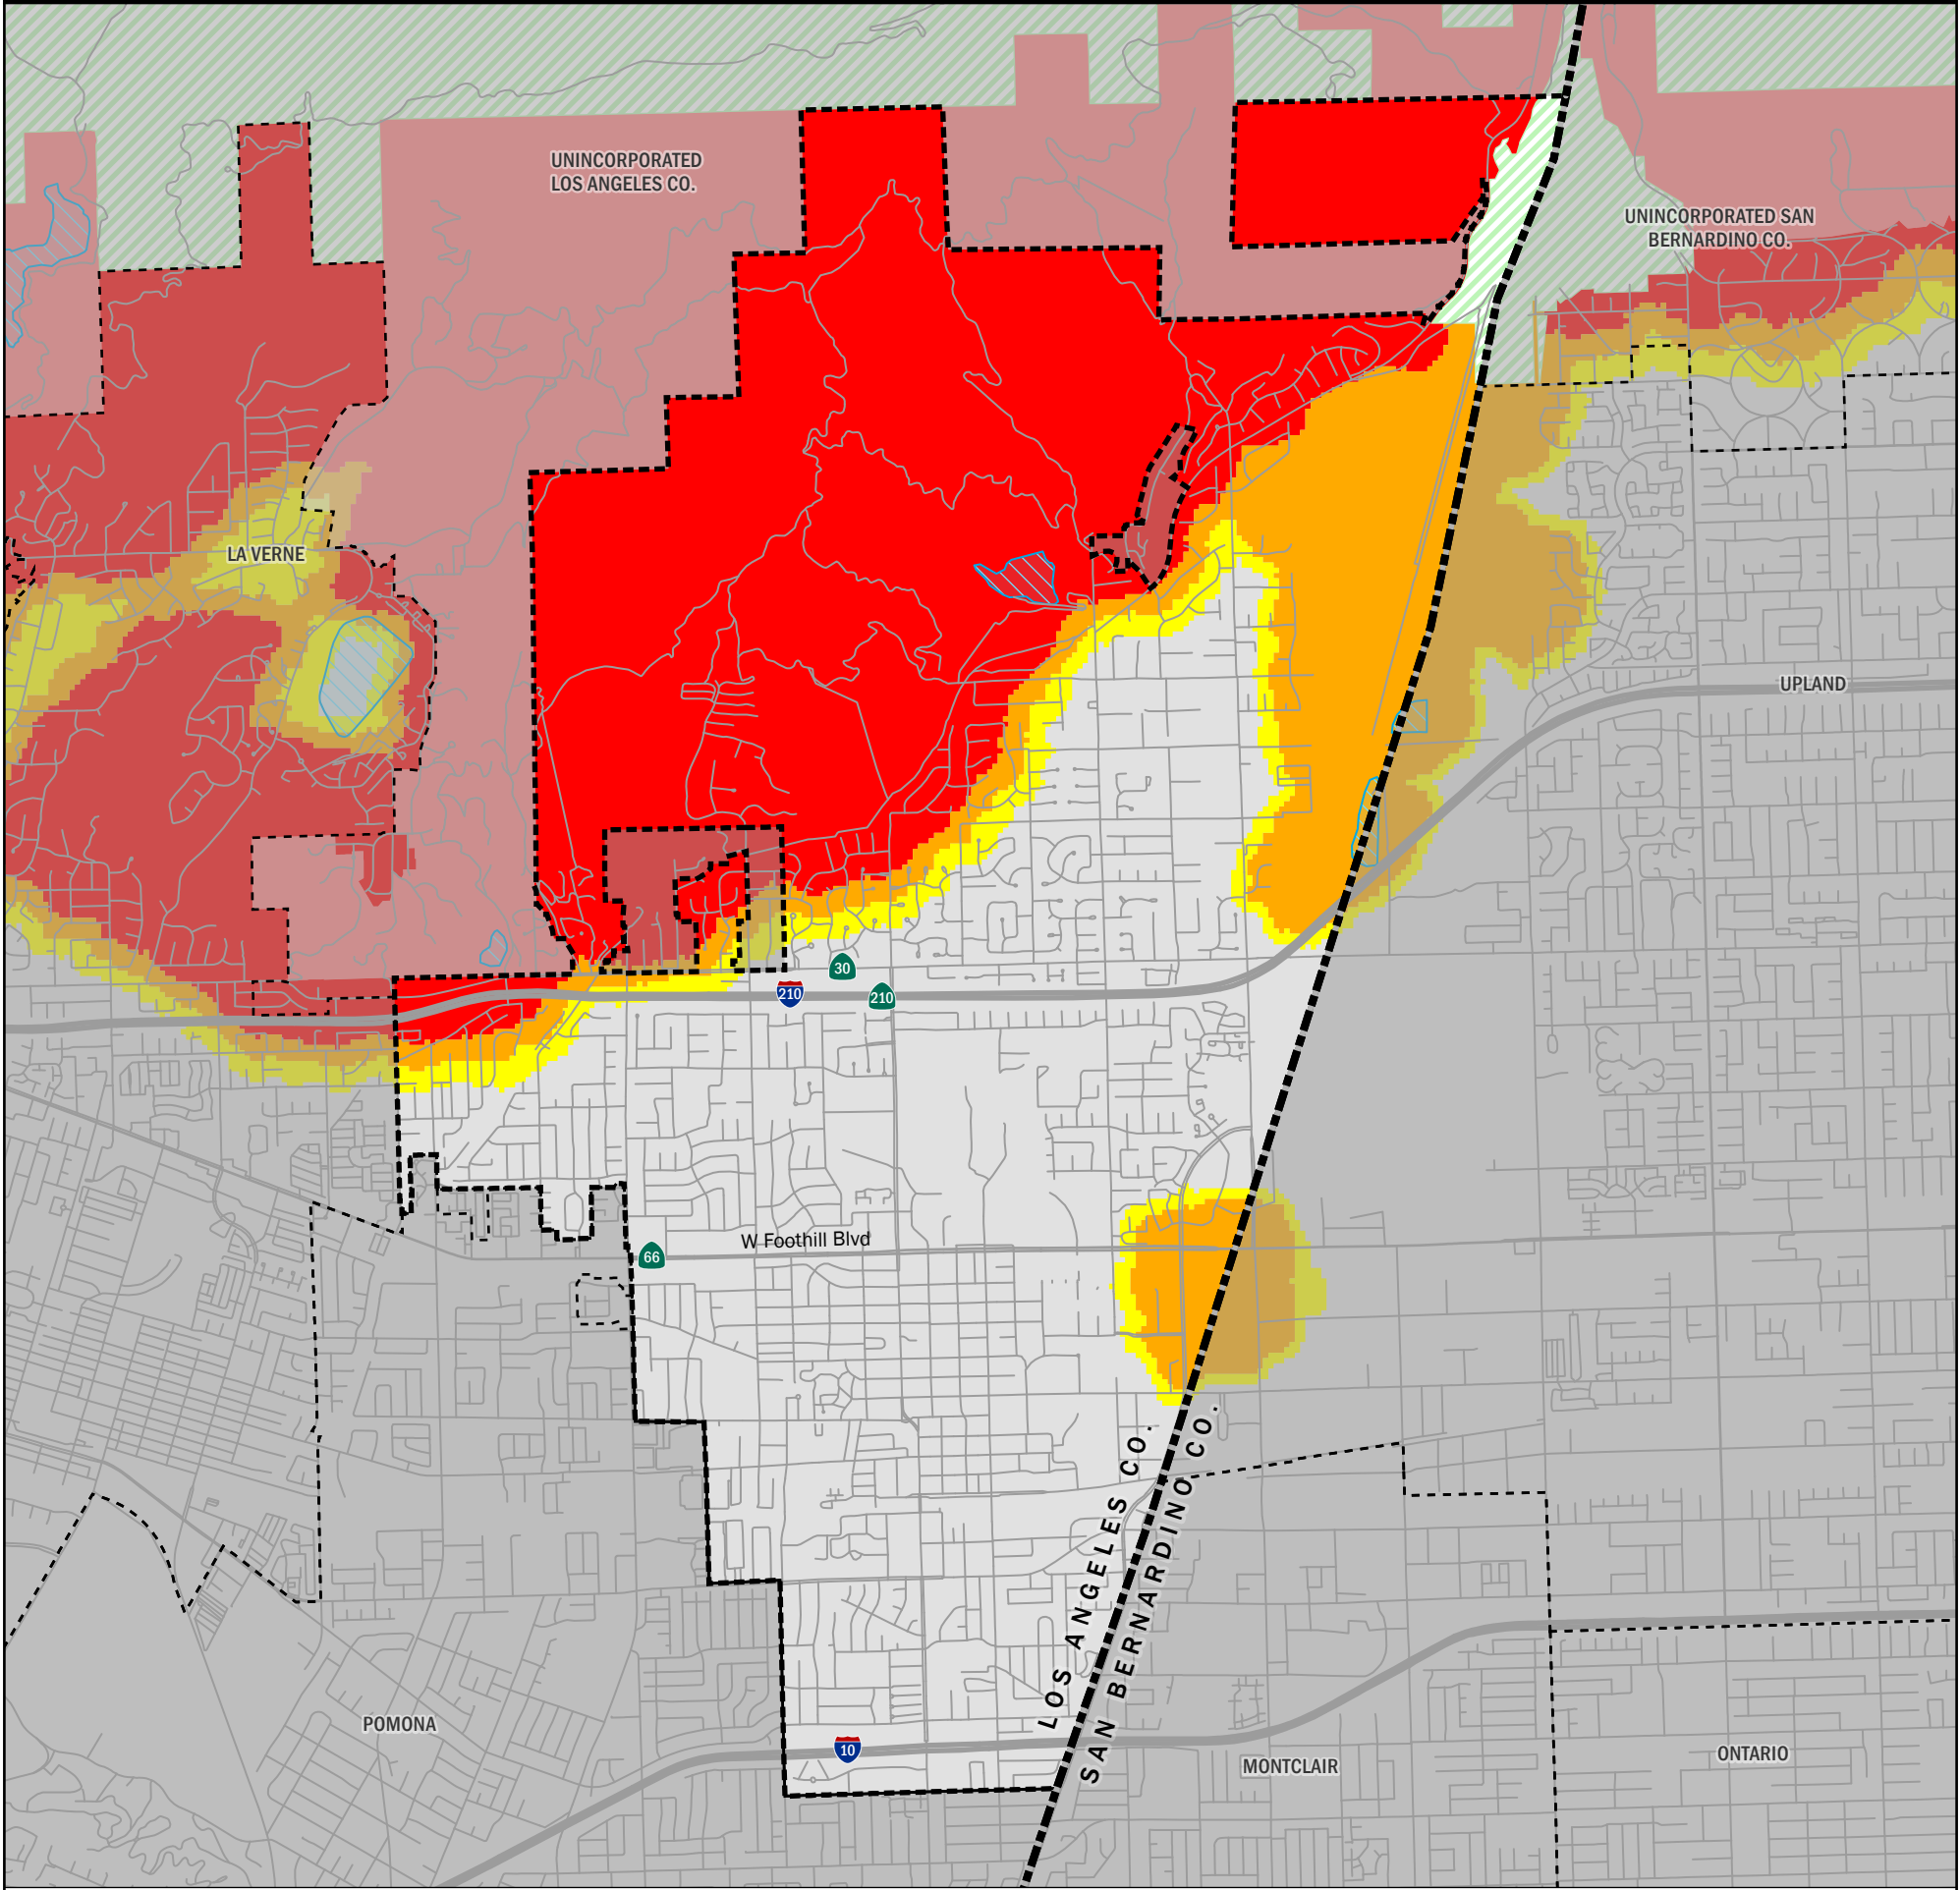 UNINCORPORATED
LOS ANGELES CO.
UNINCORPORATED SAN
BERNARDINO CO.
LA VERNE
UPLAND
30
210
210
W Foothill Blvd
66
LOS ANGELES CO.
SAN BERNARDINO CO.
POMONA
10
MONTCLAIR
ONTARIO